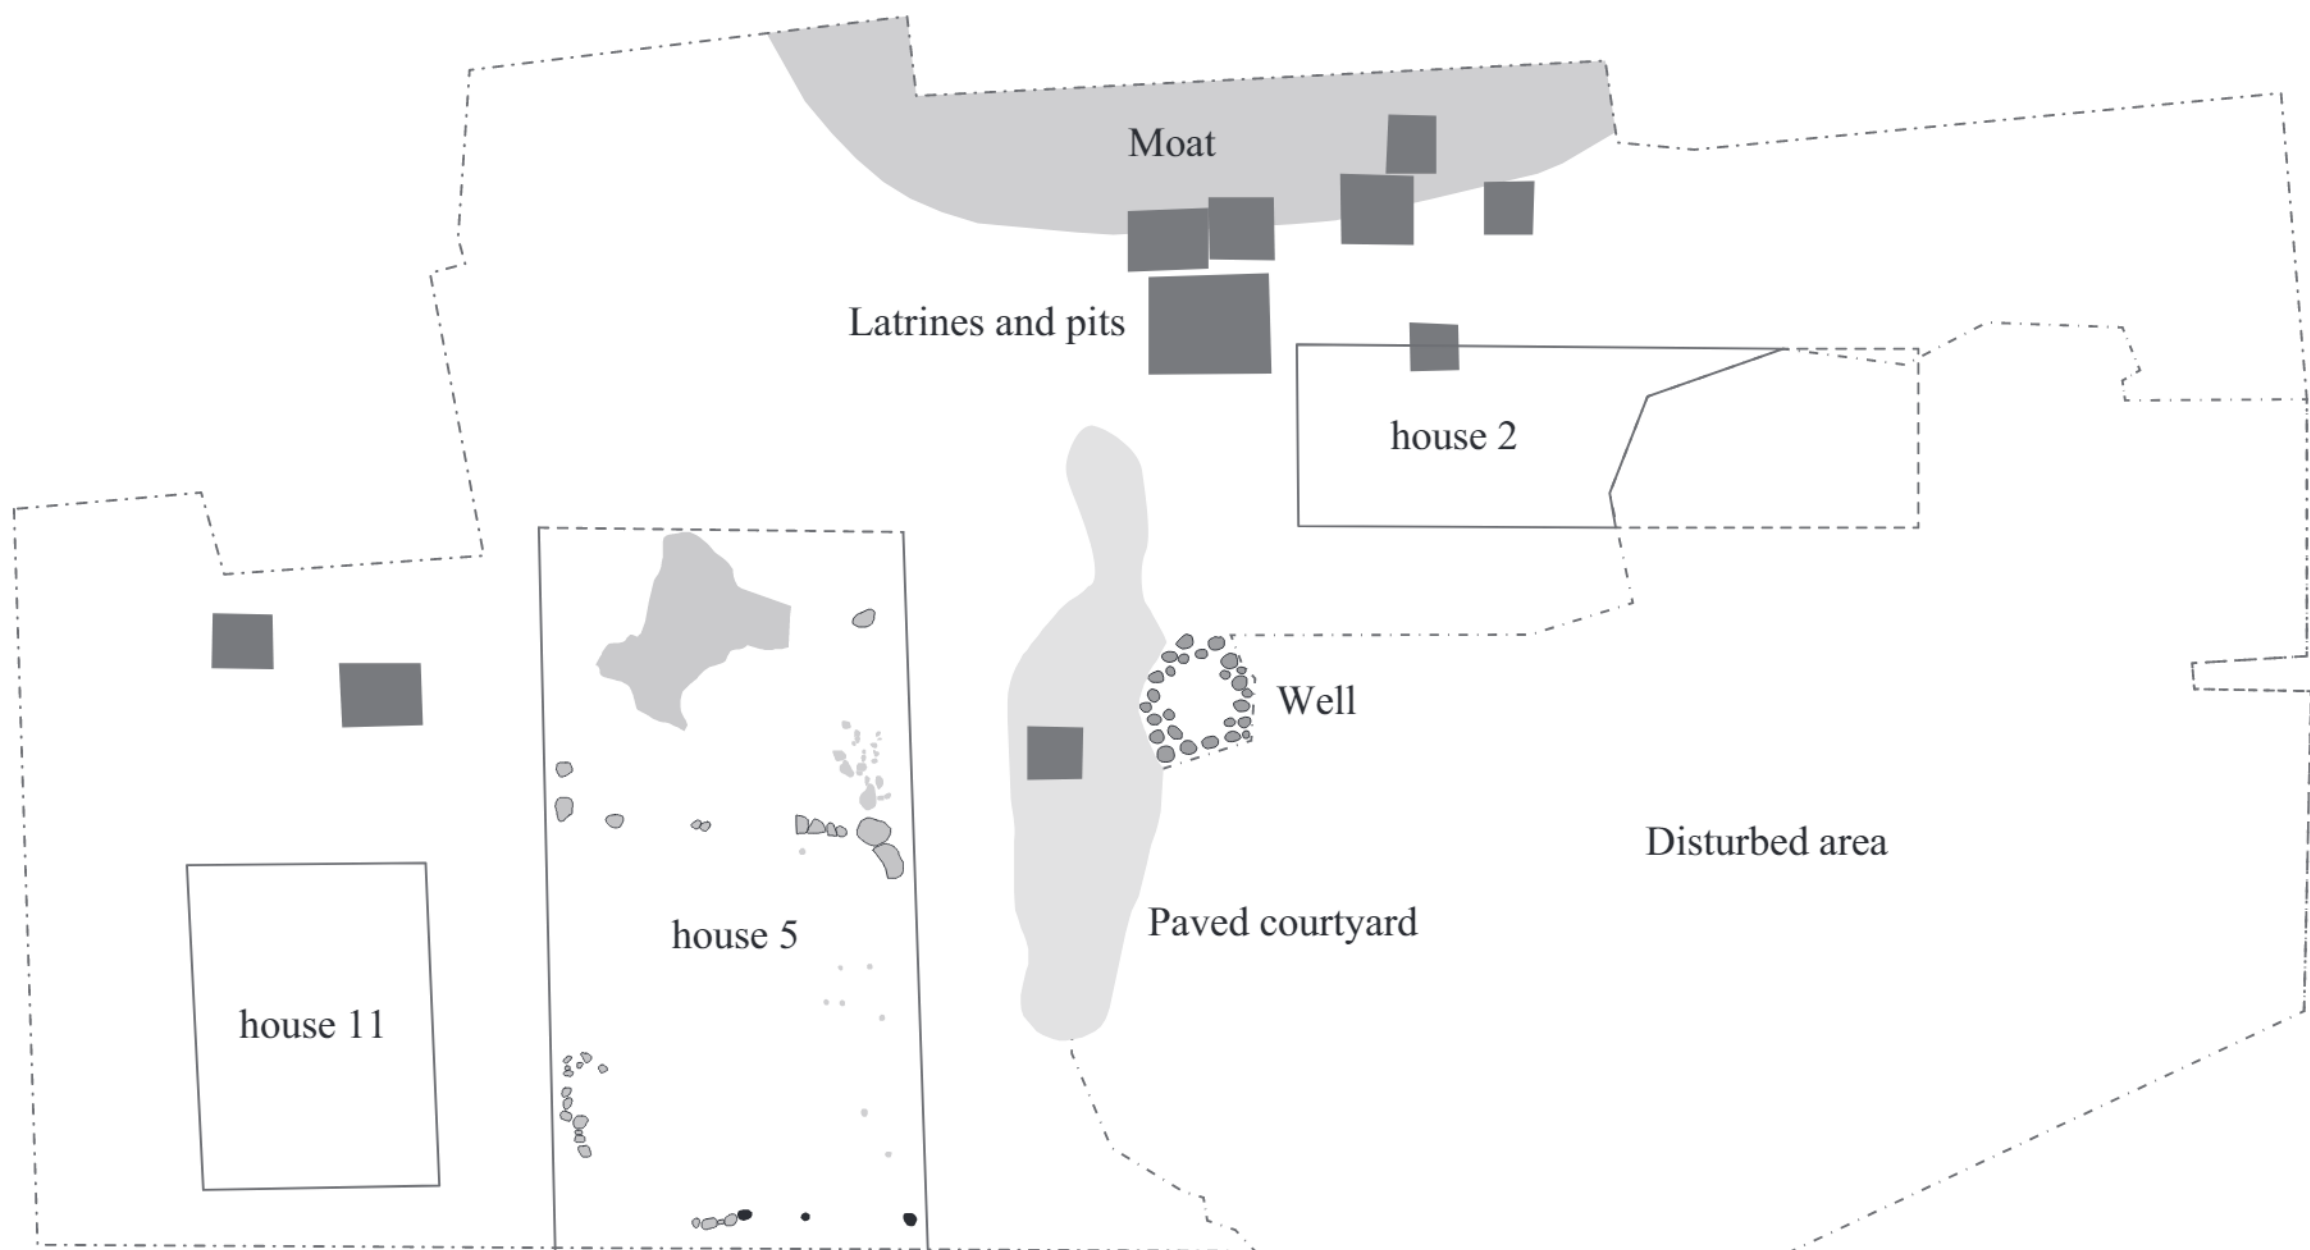 Moat
Latrines and pits
house 2
Well
Disturbed area
Paved courtyard
house 5
house 11